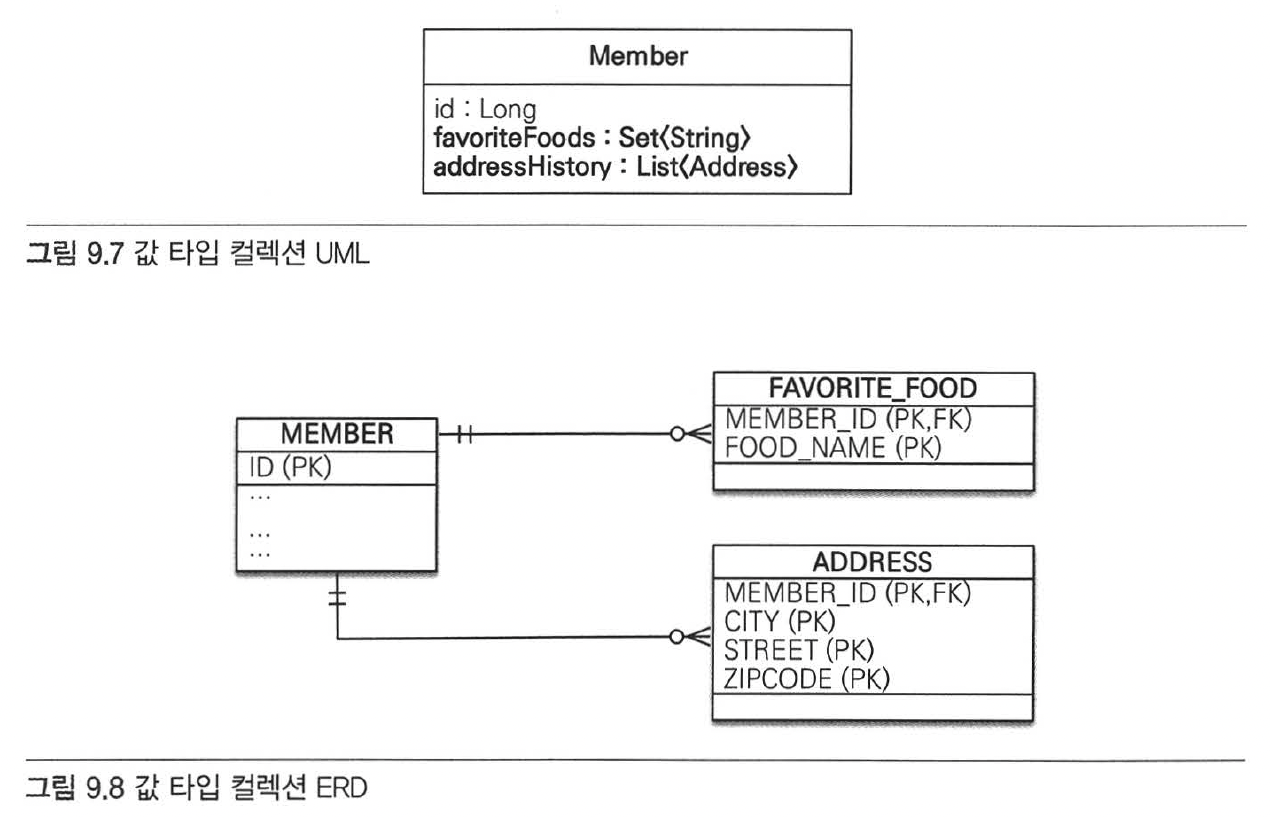 Member
id : Long
favoriteFoods : Set<String>
addressHistory : List<Address>
그림 9.7 값 타입 컬렉션 UML
FAVORITE_FOOD
MEMBER_ID (PK,FK)
FOOD_NAME (PK)
MEMBER
ID (PK)
...
...
...
ADDRESS
MEMBER_ID (PK,FK)
CITY (PK)
STREET (PK)
ZIPCODE (PK)
그림 9.8 값 타입 컬렉션 ERD